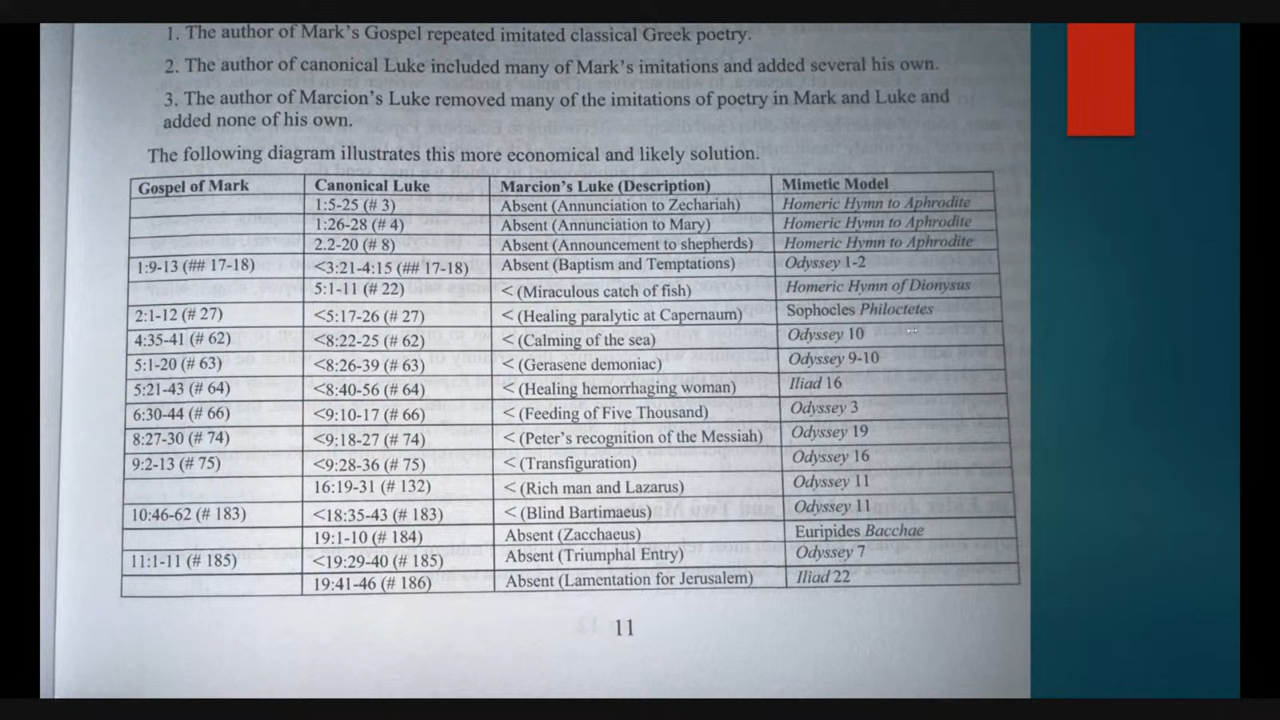 1. The author of Mark's Gospel repeated imitated classical Greek poetry.
2. The author of canonical Luke included many of Mark's imitations and added several his own.
3. The author of Marcion's Luke removed many of the imitations of poetry in Mark and Luke and
added none of his own.
The following diagram illustrates this more economical and likely solution.
Gospel of Mark Canonical Luke Marcion's Luke (Description) Mimetic Model
1:5-25 (# 3) Absent (Annunciation to Zechariah) Homeric Hymn to Aphrodite
1:26-28 (# 4) Absent (Annunciation to Mary) Homeric Hymn to Aphrodite
2.2-20 (# 8) Absent (Announcement to shepherds) Homeric Hymn to Aphrodite
1:9-13 (## 17-18) <3:21-4:15 (## 17-18) Absent (Baptism and Temptations) Odyssey 1-2
5:1-11 (# 22) < (Miraculous catch of fish) Homeric Hymn of Dionysus
2:1-12 (# 27) <5:17-26 (# 27) < (Healing paralytic at Capernaum) Sophocles Philoctetes
4:35-41 (# 62) <8:22-25 (# 62) < (Calming of the sea) Odyssey 10
5:1-20 (# 63) <8:26-39 (# 63) < (Gerasene demoniac) Odyssey 9-10
5:21-43 (# 64) <8:40-56 (# 64) < (Healing hemorrhaging woman) Iliad 16
6:30-44 (# 66) <9:10-17 (# 66) < (Feeding of Five Thousand) Odyssey 3
8:27-30 (# 74) <9:18-27 (# 74) < (Peter's recognition of the Messiah) Odyssey 19
9:2-13 (# 75) <9:28-36 (# 75) < (Transfiguration) Odyssey 16
16:19-31 (# 132) < (Rich man and Lazarus) Odyssey 11
10:46-62 (# 183) <18:35-43 (# 183) < (Blind Bartimaeus) Odyssey 11
19:1-10 (# 184) Absent (Zacchaeus) Euripides Bacchae
11:1-11 (# 185) <19:29-40 (# 185) Absent (Triumphal Entry) Odyssey 7
19:41-46 (# 186) Absent (Lamentation for Jerusalem) Iliad 22
11